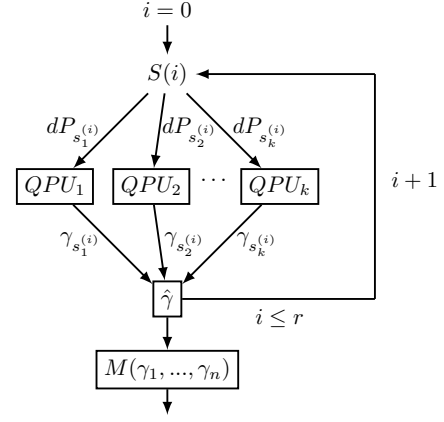 i = 0
S(i)
dP_{s_1^{(i)}} dP_{s_2^{(i)}} dP_{s_k^{(i)}}
QPU_1 QPU_2 ··· QPU_k
i + 1
γ_{s_1^{(i)}} γ_{s_2^{(i)}} γ_{s_k^{(i)}}
γ̂
i ≤ r
M(γ_1, ..., γ_n)